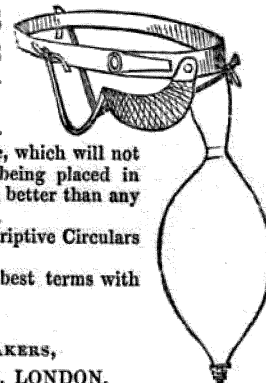 , which will not
being placed in
better than any
riptive Circulars
best terms with
AKERS,
LONDON.